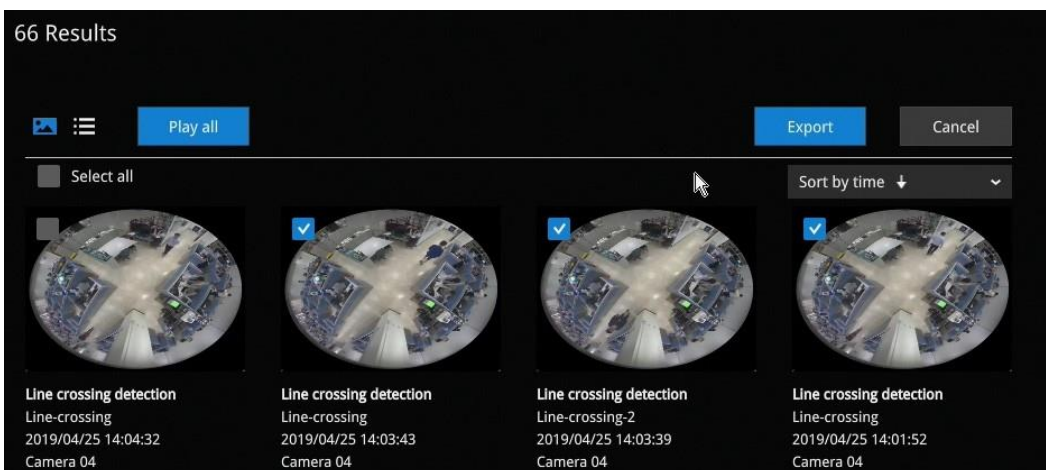 66 Results
Play all
Export
Cancel
Select all
Sort by time
Line crossing detection
Line-crossing
2019/04/25 14:04:32
Camera 04
Line crossing detection
Line-crossing
2019/04/25 14:03:43
Camera 04
Line crossing detection
Line-crossing-2
2019/04/25 14:03:39
Camera 04
Line crossing detection
Line-crossing
2019/04/25 14:01:52
Camera 04